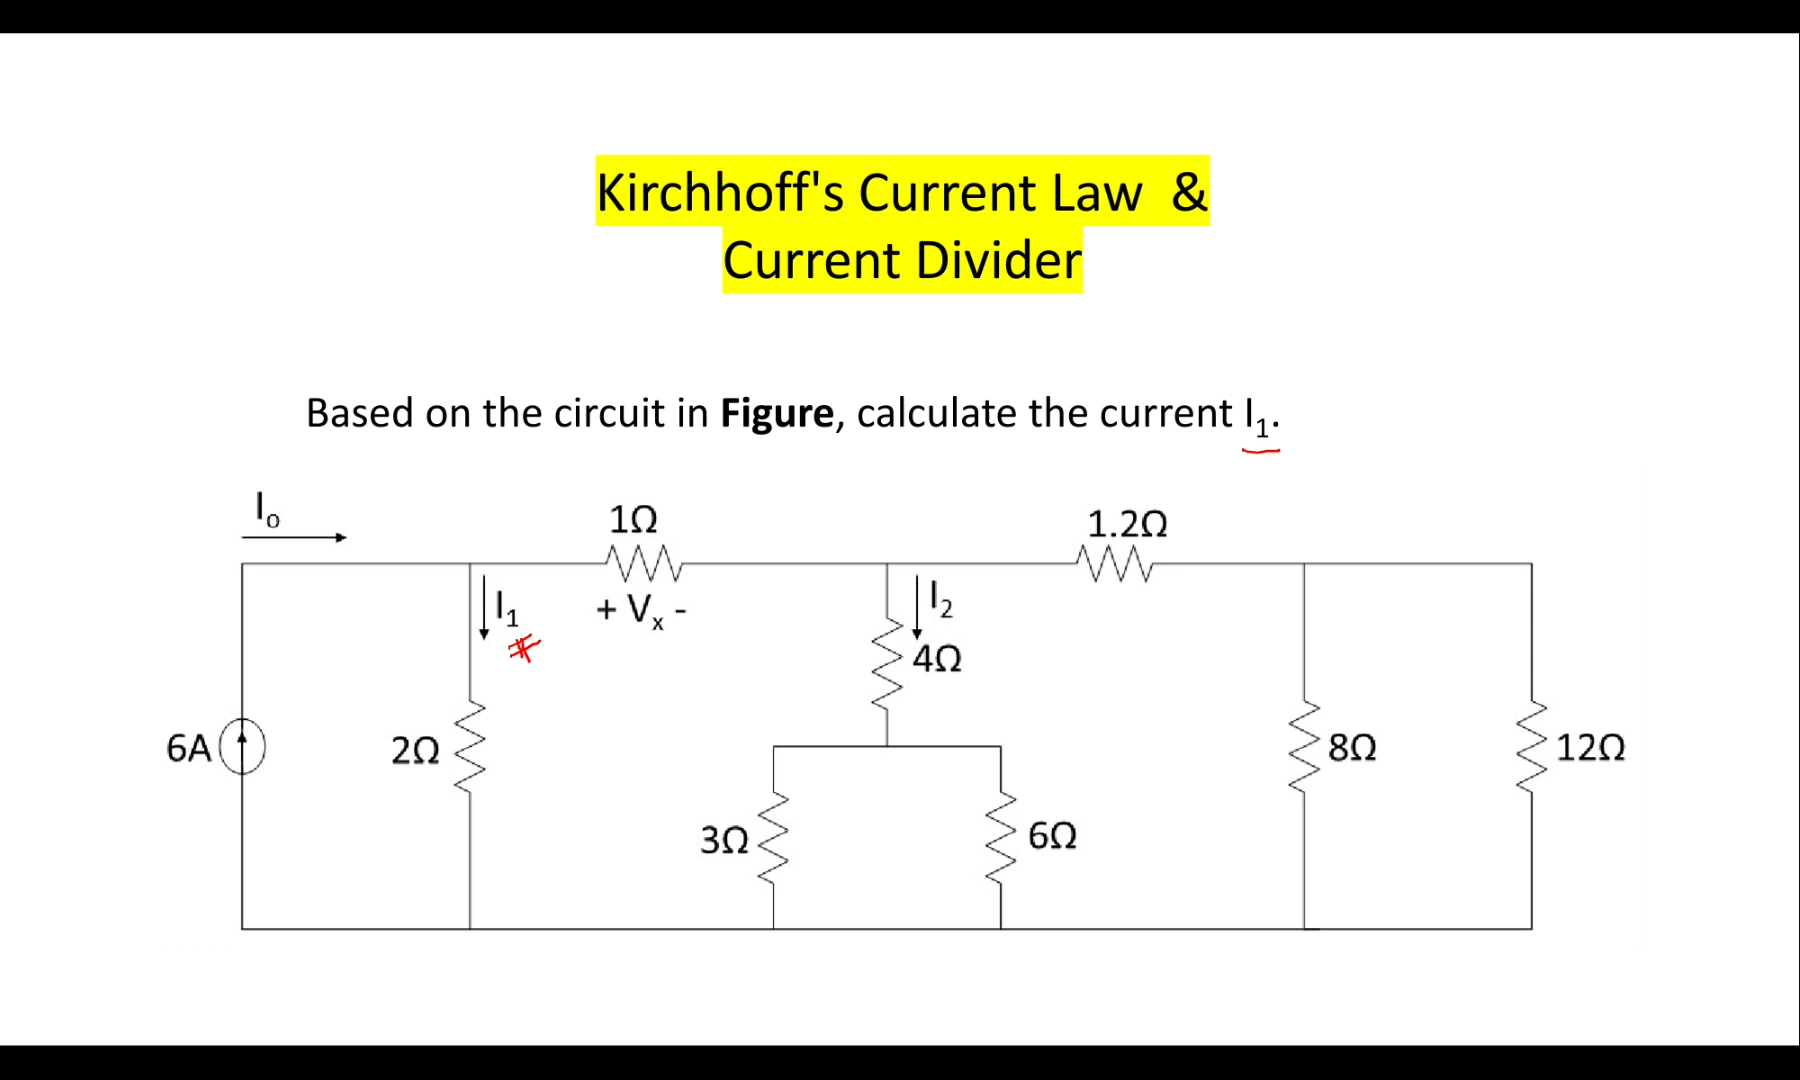 Kirchhoff's Current Law &
Current Divider
Based on the circuit in Figure, calculate the current I₁.
I₀
1Ω
1.2Ω
I₁
+ Vₓ -
I₂
4Ω
6A
2Ω
8Ω
12Ω
3Ω
6Ω